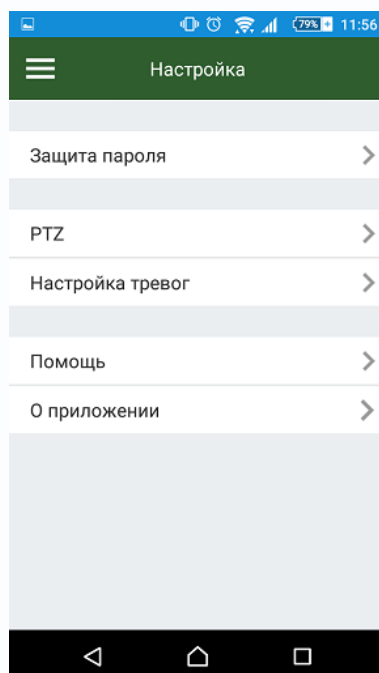 79% 11:56
Настройка
Защита пароля
PTZ
Настройка тревог
Помощь
О приложении